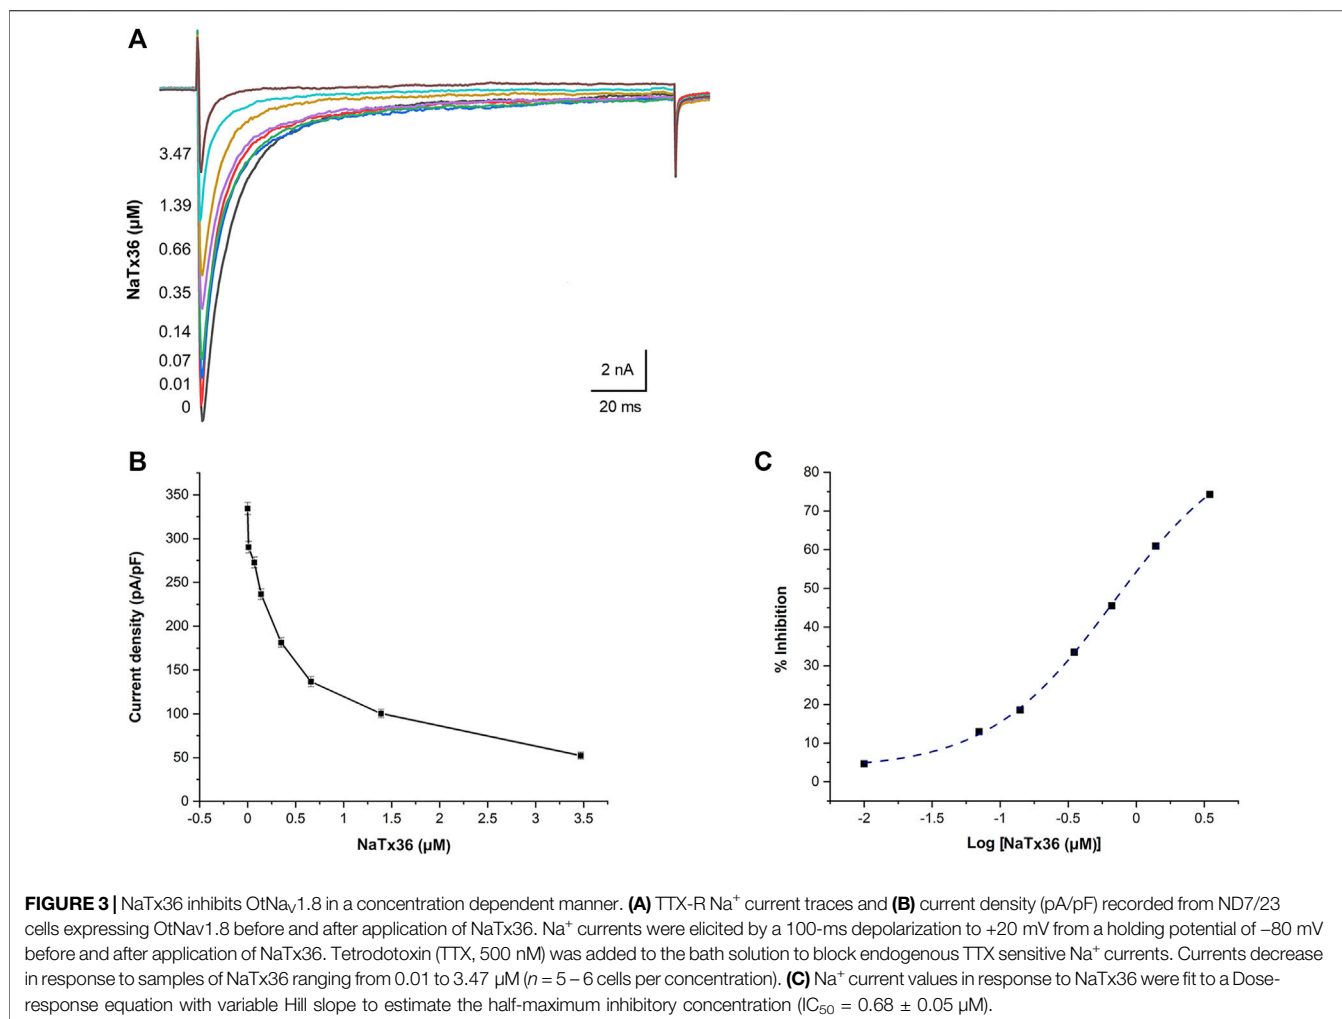 A
NaTx36 (µM)
3.47
1.39
0.66
0.35
0.14
0.07
0.01
0
2 nA
20 ms
B
Current density (pA/pF)
350
300
250
200
150
100
50
0
-0.5 0 0.5 1 1.5 2 2.5 3 3.5
NaTx36 (µM)
C
% Inhibition
80
70
60
50
40
30
20
10
0
-2 -1.5 -1 -0.5 0 0.5
Log [NaTx36 (µM)]
FIGURE 3 | NaTx36 inhibits OtNaV1.8 in a concentration dependent manner. (A) TTX-R Na+ current traces and (B) current density (pA/pF) recorded from ND7/23
cells expressing OtNav1.8 before and after application of NaTx36. Na+ currents were elicited by a 100-ms depolarization to +20 mV from a holding potential of −80 mV
before and after application of NaTx36. Tetrodotoxin (TTX, 500 nM) was added to the bath solution to block endogenous TTX sensitive Na+ currents. Currents decrease
in response to samples of NaTx36 ranging from 0.01 to 3.47 µM (n = 5 – 6 cells per concentration). (C) Na+ current values in response to NaTx36 were fit to a Dose-
response equation with variable Hill slope to estimate the half-maximum inhibitory concentration (IC50 = 0.68 ± 0.05 µM).